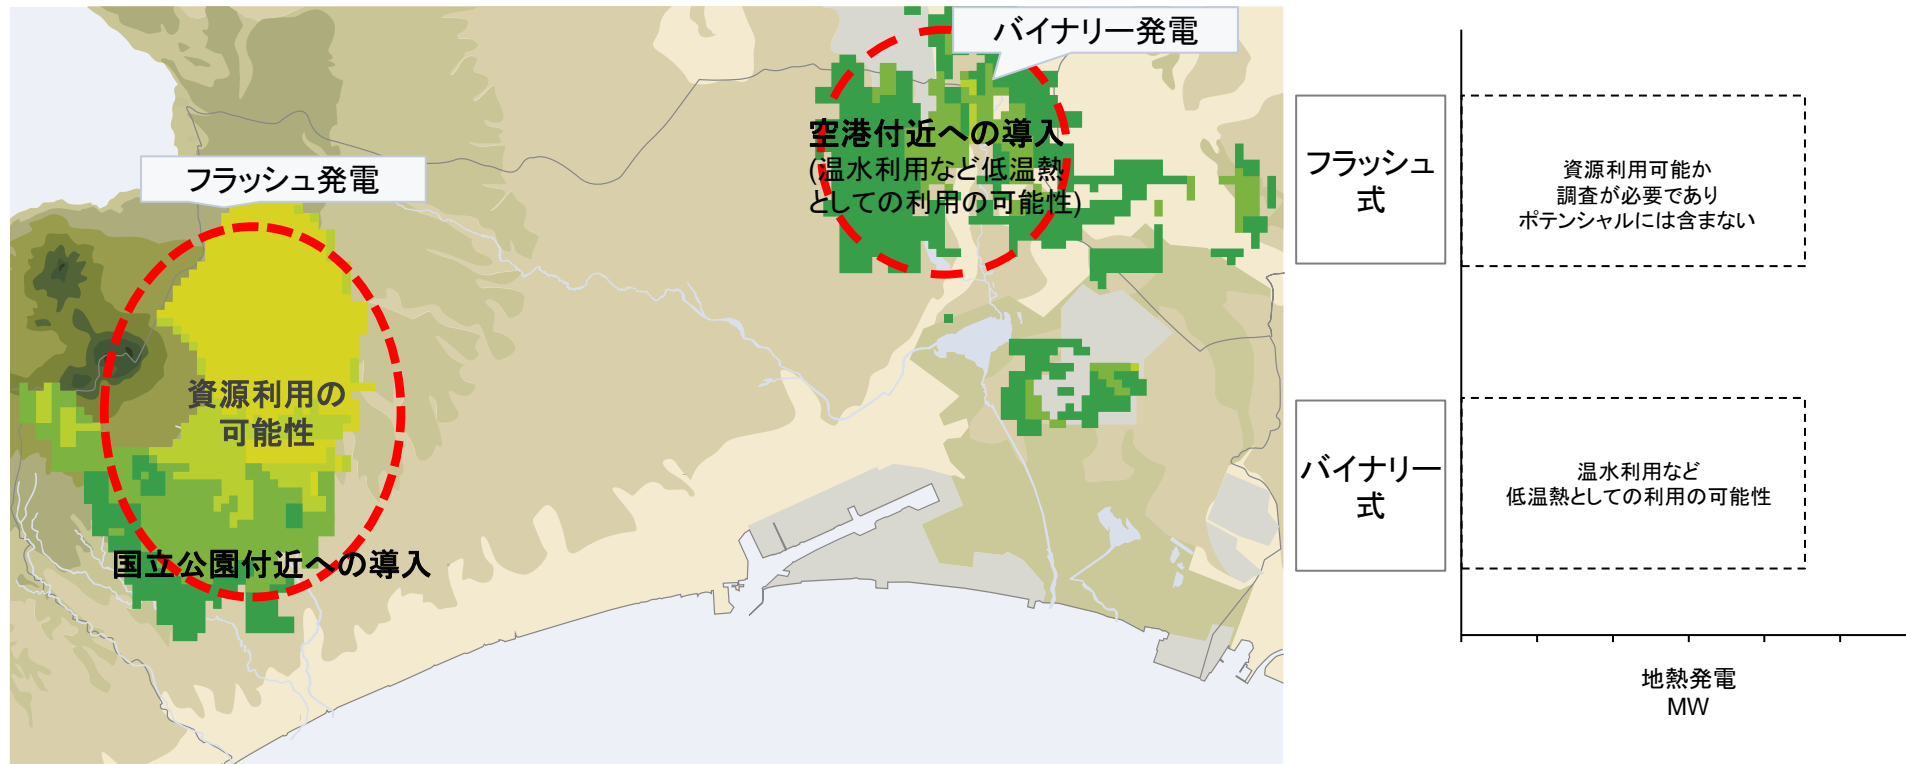 バイナリー発電
空港付近への導入
(温水利用など低温熱
としての利用の可能性)
フラッシュ発電
資源利用の
可能性
国立公園付近への導入
フラッシュ
式
資源利用可能か
調査が必要であり
ポテンシャルには含まない
バイナリー
式
温水利用など
低温熱としての利用の可能性
地熱発電
MW